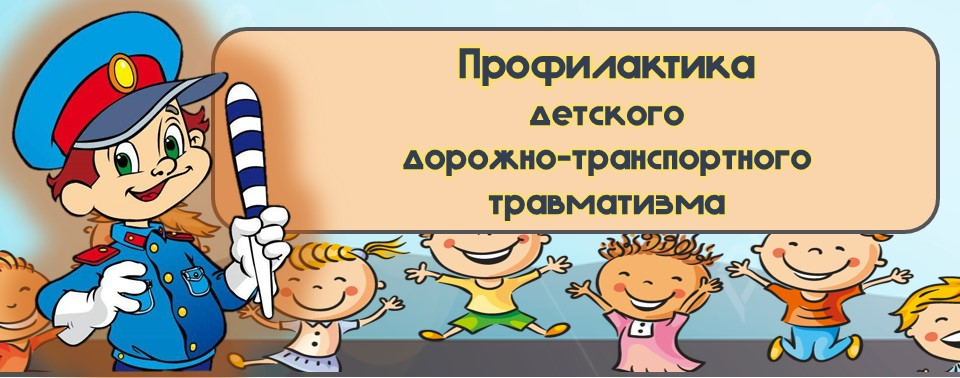 Профилактика
детского
дорожно-транспортного
травматизма